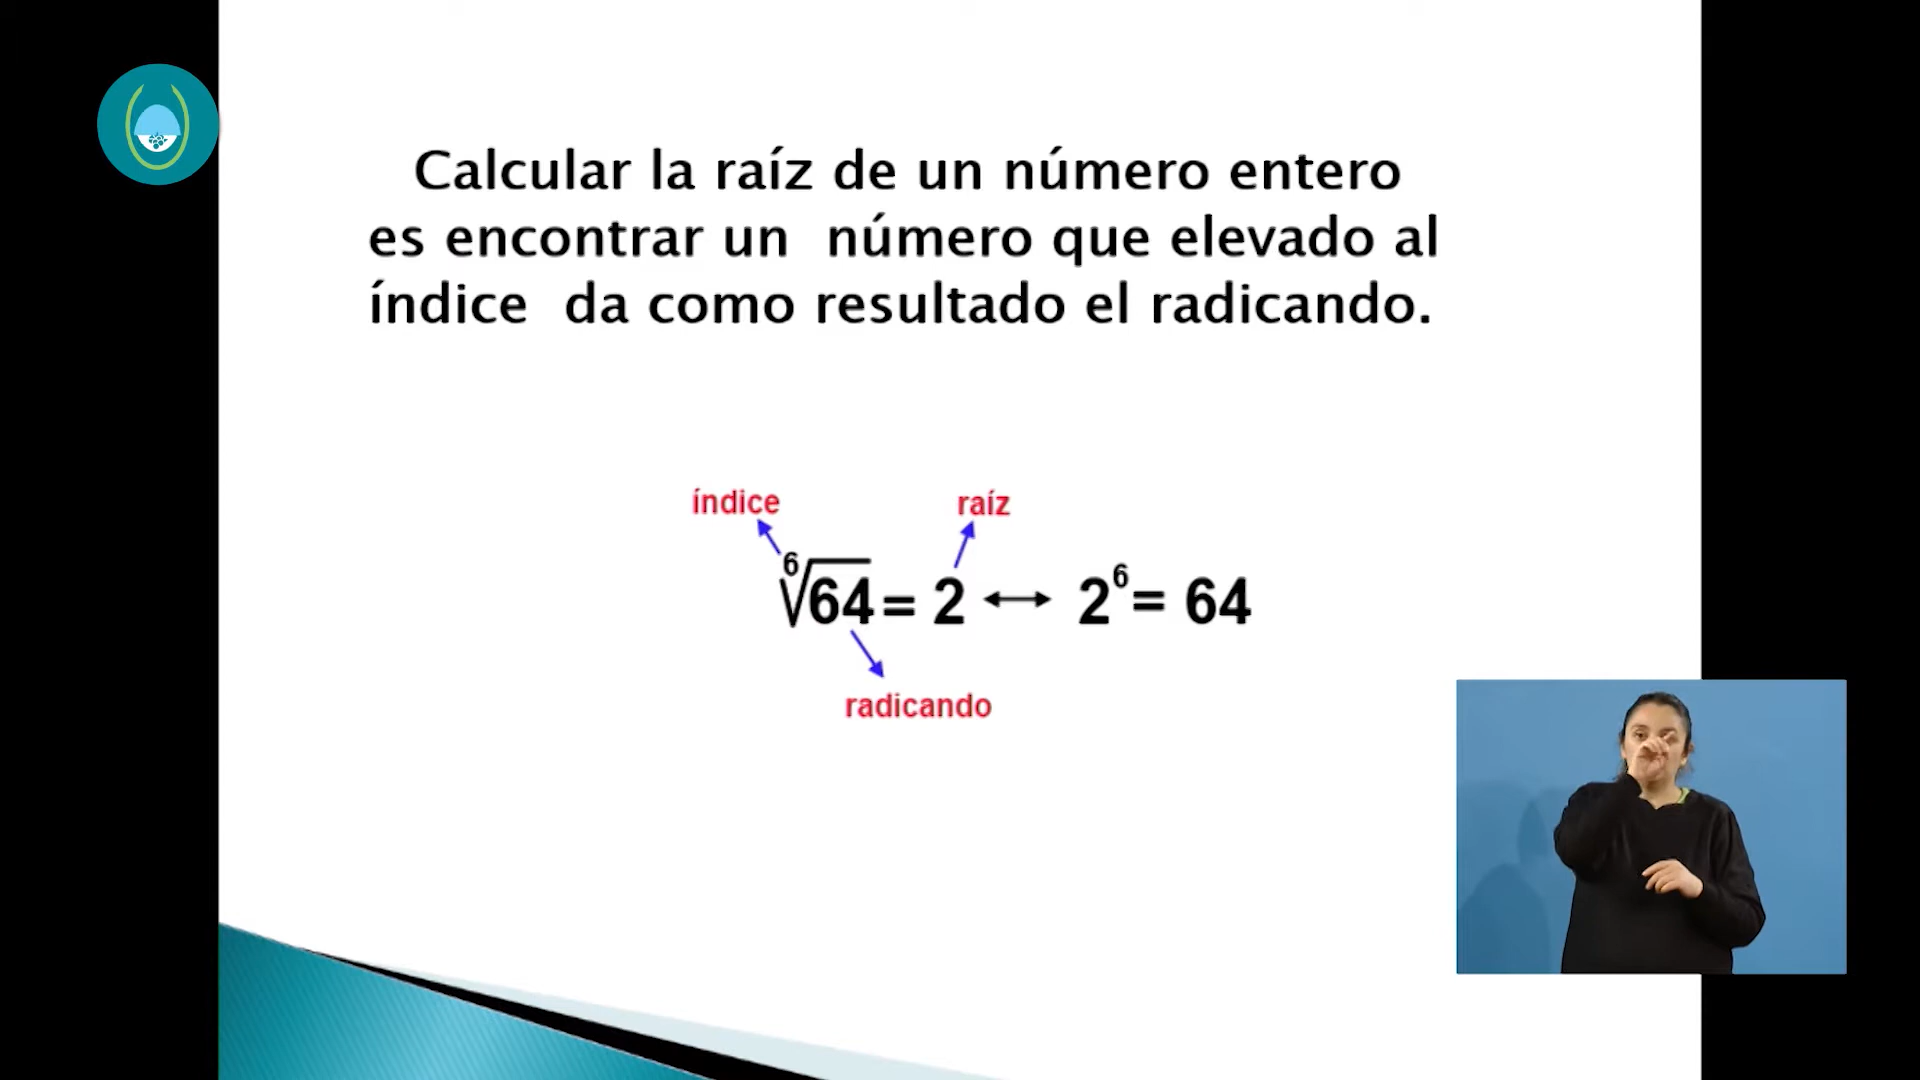 Calcular la raíz de un número entero
es encontrar un número que elevado al
índice da como resultado el radicando.
índice raíz
⁶√64 = 2 ↔ 2⁶ = 64
radicando